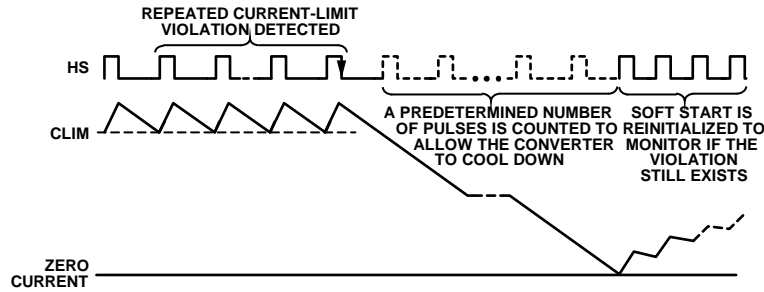 REPEATED CURRENT-LIMIT
VIOLATION DETECTED
HS
CLIM
A PREDETERMINED NUMBER
OF PULSES IS COUNTED TO
ALLOW THE CONVERTER
TO COOL DOWN
SOFT START IS
REINITIALIZED TO
MONITOR IF THE
VIOLATION
STILL EXISTS
ZERO
CURRENT